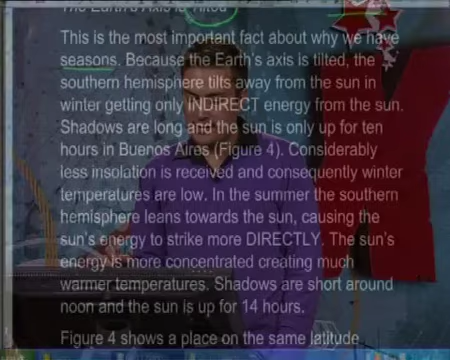 The Earth's Axis is Tilted
This is the most important fact about why we have
seasons. Because the Earth's axis is tilted, the
southern hemisphere tilts away from the sun in
winter getting only INDIRECT energy from the sun.
Shadows are long and the sun is only up for ten
hours in Buenos Aires (Figure 4). Considerably
less insolation is received and consequently winter
temperatures are low. In the summer the southern
hemisphere leans towards the sun, causing the
sun's energy to strike more DIRECTLY. The sun's
energy is more concentrated creating much
warmer temperatures. Shadows are short around
noon and the sun is up for 14 hours.
Figure 4 shows a place on the same latitude